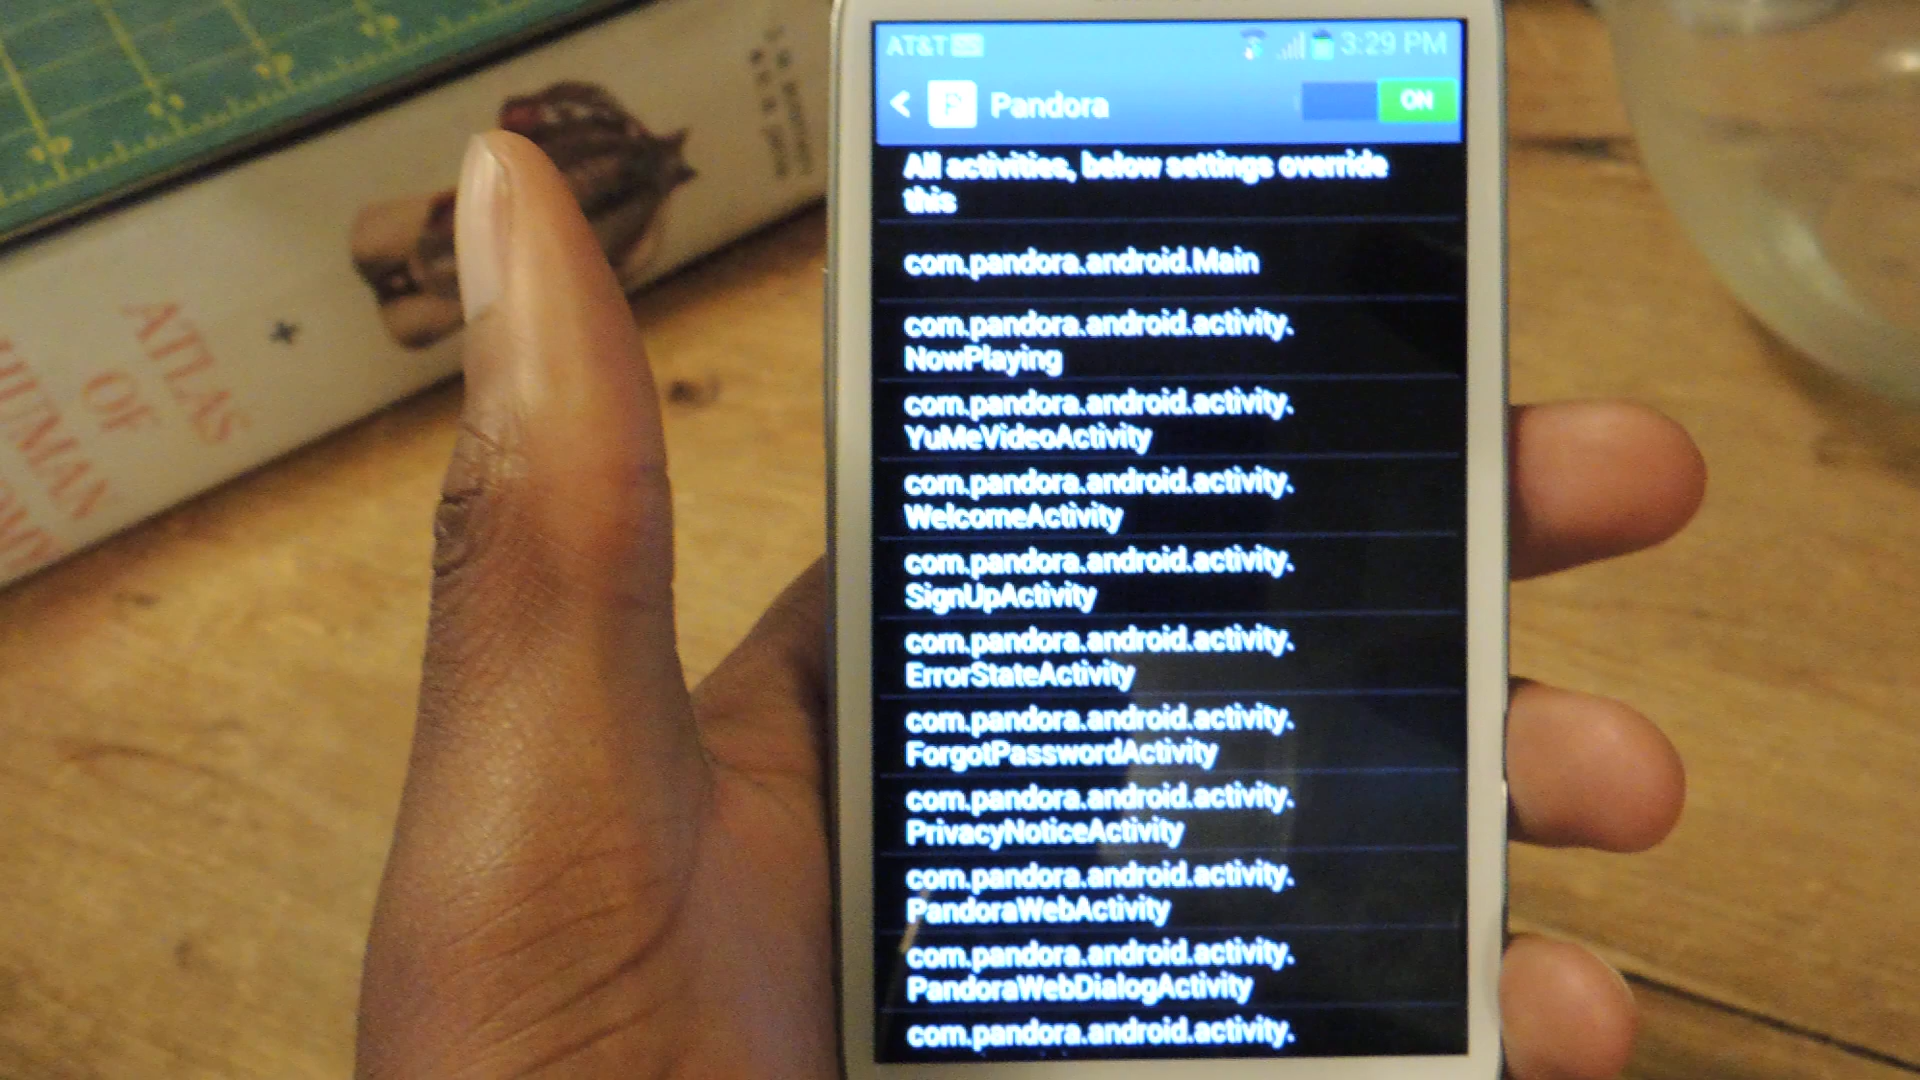 AT&T
3:29 PM
<
P
Pandora
ON
All activities, below settings override
this
com.pandora.android.Main
com.pandora.android.activity.
NowPlaying
com.pandora.android.activity.
YuMeVideoActivity
com.pandora.android.activity.
WelcomeActivity
com.pandora.android.activity.
SignUpActivity
com.pandora.android.activity.
ErrorStateActivity
com.pandora.android.activity.
ForgotPasswordActivity
com.pandora.android.activity.
PrivacyNoticeActivity
com.pandora.android.activity.
PandoraWebActivity
com.pandora.android.activity.
PandoraWebDialogActivity
com.pandora.android.activity.
ATLAS
OF
HUMAN